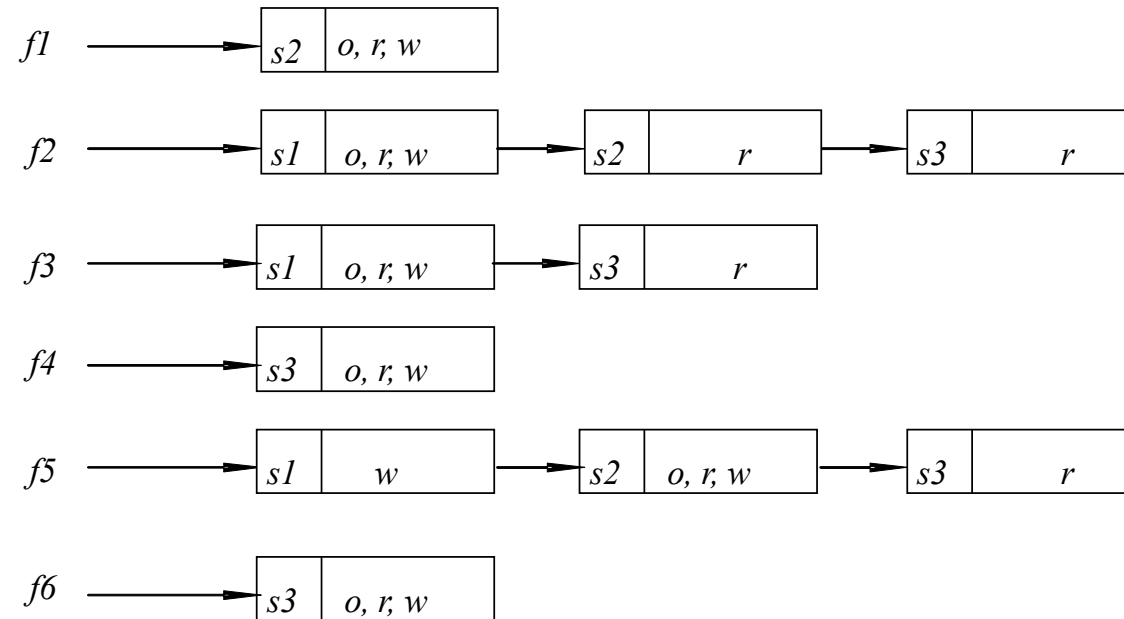 f1 s2 o, r, w
f2 s1 o, r, w s2 r s3 r
f3 s1 o, r, w s3 r
f4 s3 o, r, w
f5 s1 w s2 o, r, w s3 r
f6 s3 o, r, w